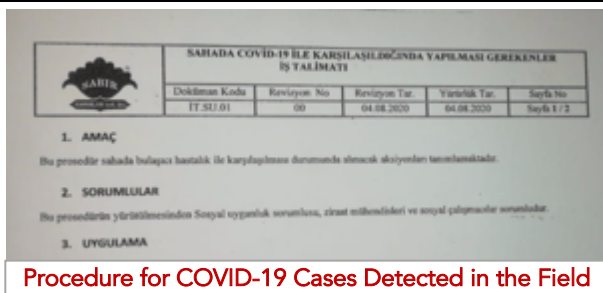 SAHADA COVİD-19 İLE KARŞILAŞILDIĞINDA YAPILMASI GEREKENLER
İŞ TALİMATI
SABIR
Doküman Kodu Revizyon No Revizyon Tar. Yürürlük Tar. Sayfa No
IT.SU.01 00 04.08.2020 04.08.2020 Sayfa 1 / 2
1. AMAÇ
Bu prosedür sahada bulaşıcı hastalık ile karşılaşılması durumunda alınacak aksiyonları tanımlamaktadır.
2. SORUMLULAR
Bu prosedürün yürütülmesinden Sosyal uygunluk sorumlusu, ziraat mühendisleri ve sosyal çalışmacılar sorumludur.
3. UYGULAMA
Procedure for COVID-19 Cases Detected in the Field